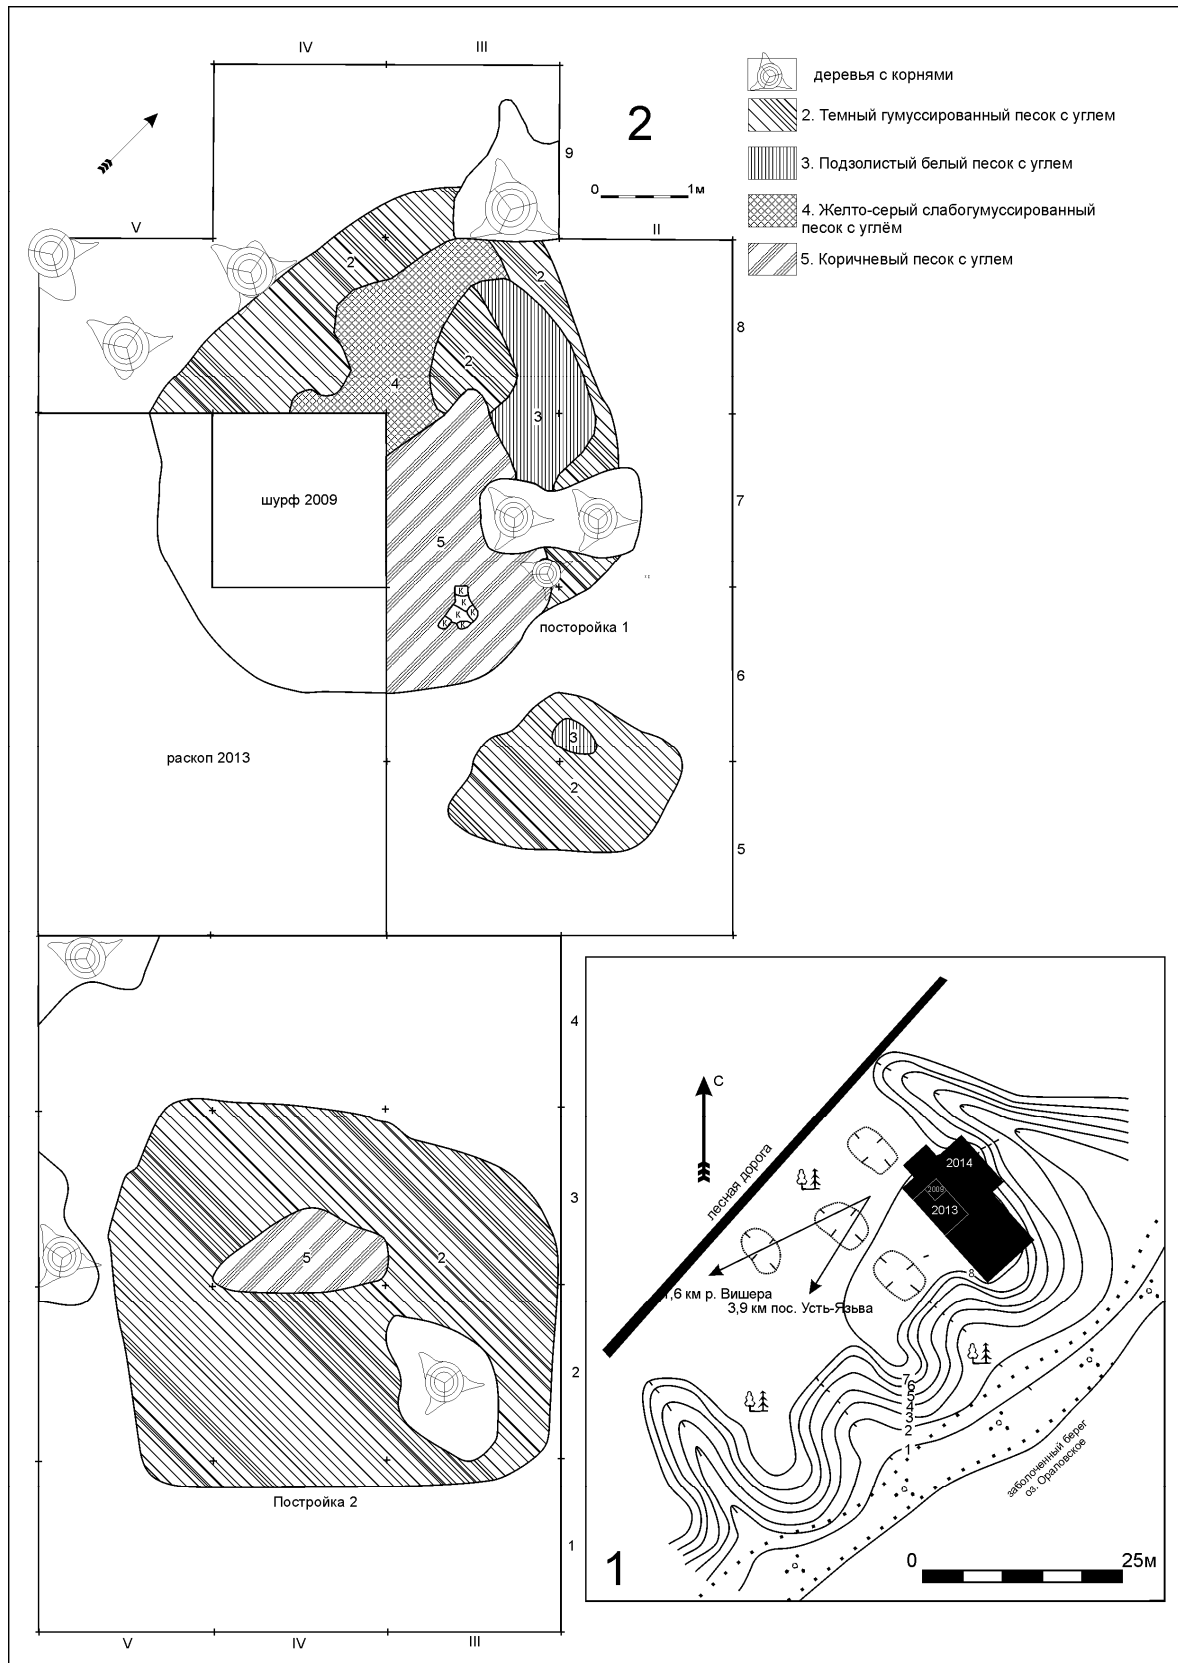 IV
III
2
деревья с корнями
2. Темный гумуссированный песок с углем
3. Подзолистый белый песок с углем
4. Желто-серый слабогумуссированный
песок с углём
5. Коричневый песок с углем
9
0
1м
V
II
2
2
8
2
4
3
шурф 2009
7
5
К
К
К
К
К
К
посторойка 1
6
3
раскоп 2013
2
5
4
3
5
2
2
Постройка 2
1
V
IV
III
С
лесная дорога
2014
2009
2013
8
1,6 км р. Вишера
3,9 км пос. Усть-Язьва
7
6
5
4
3
2
1
заболоченный берег
оз. Ораловское
1
0
25м